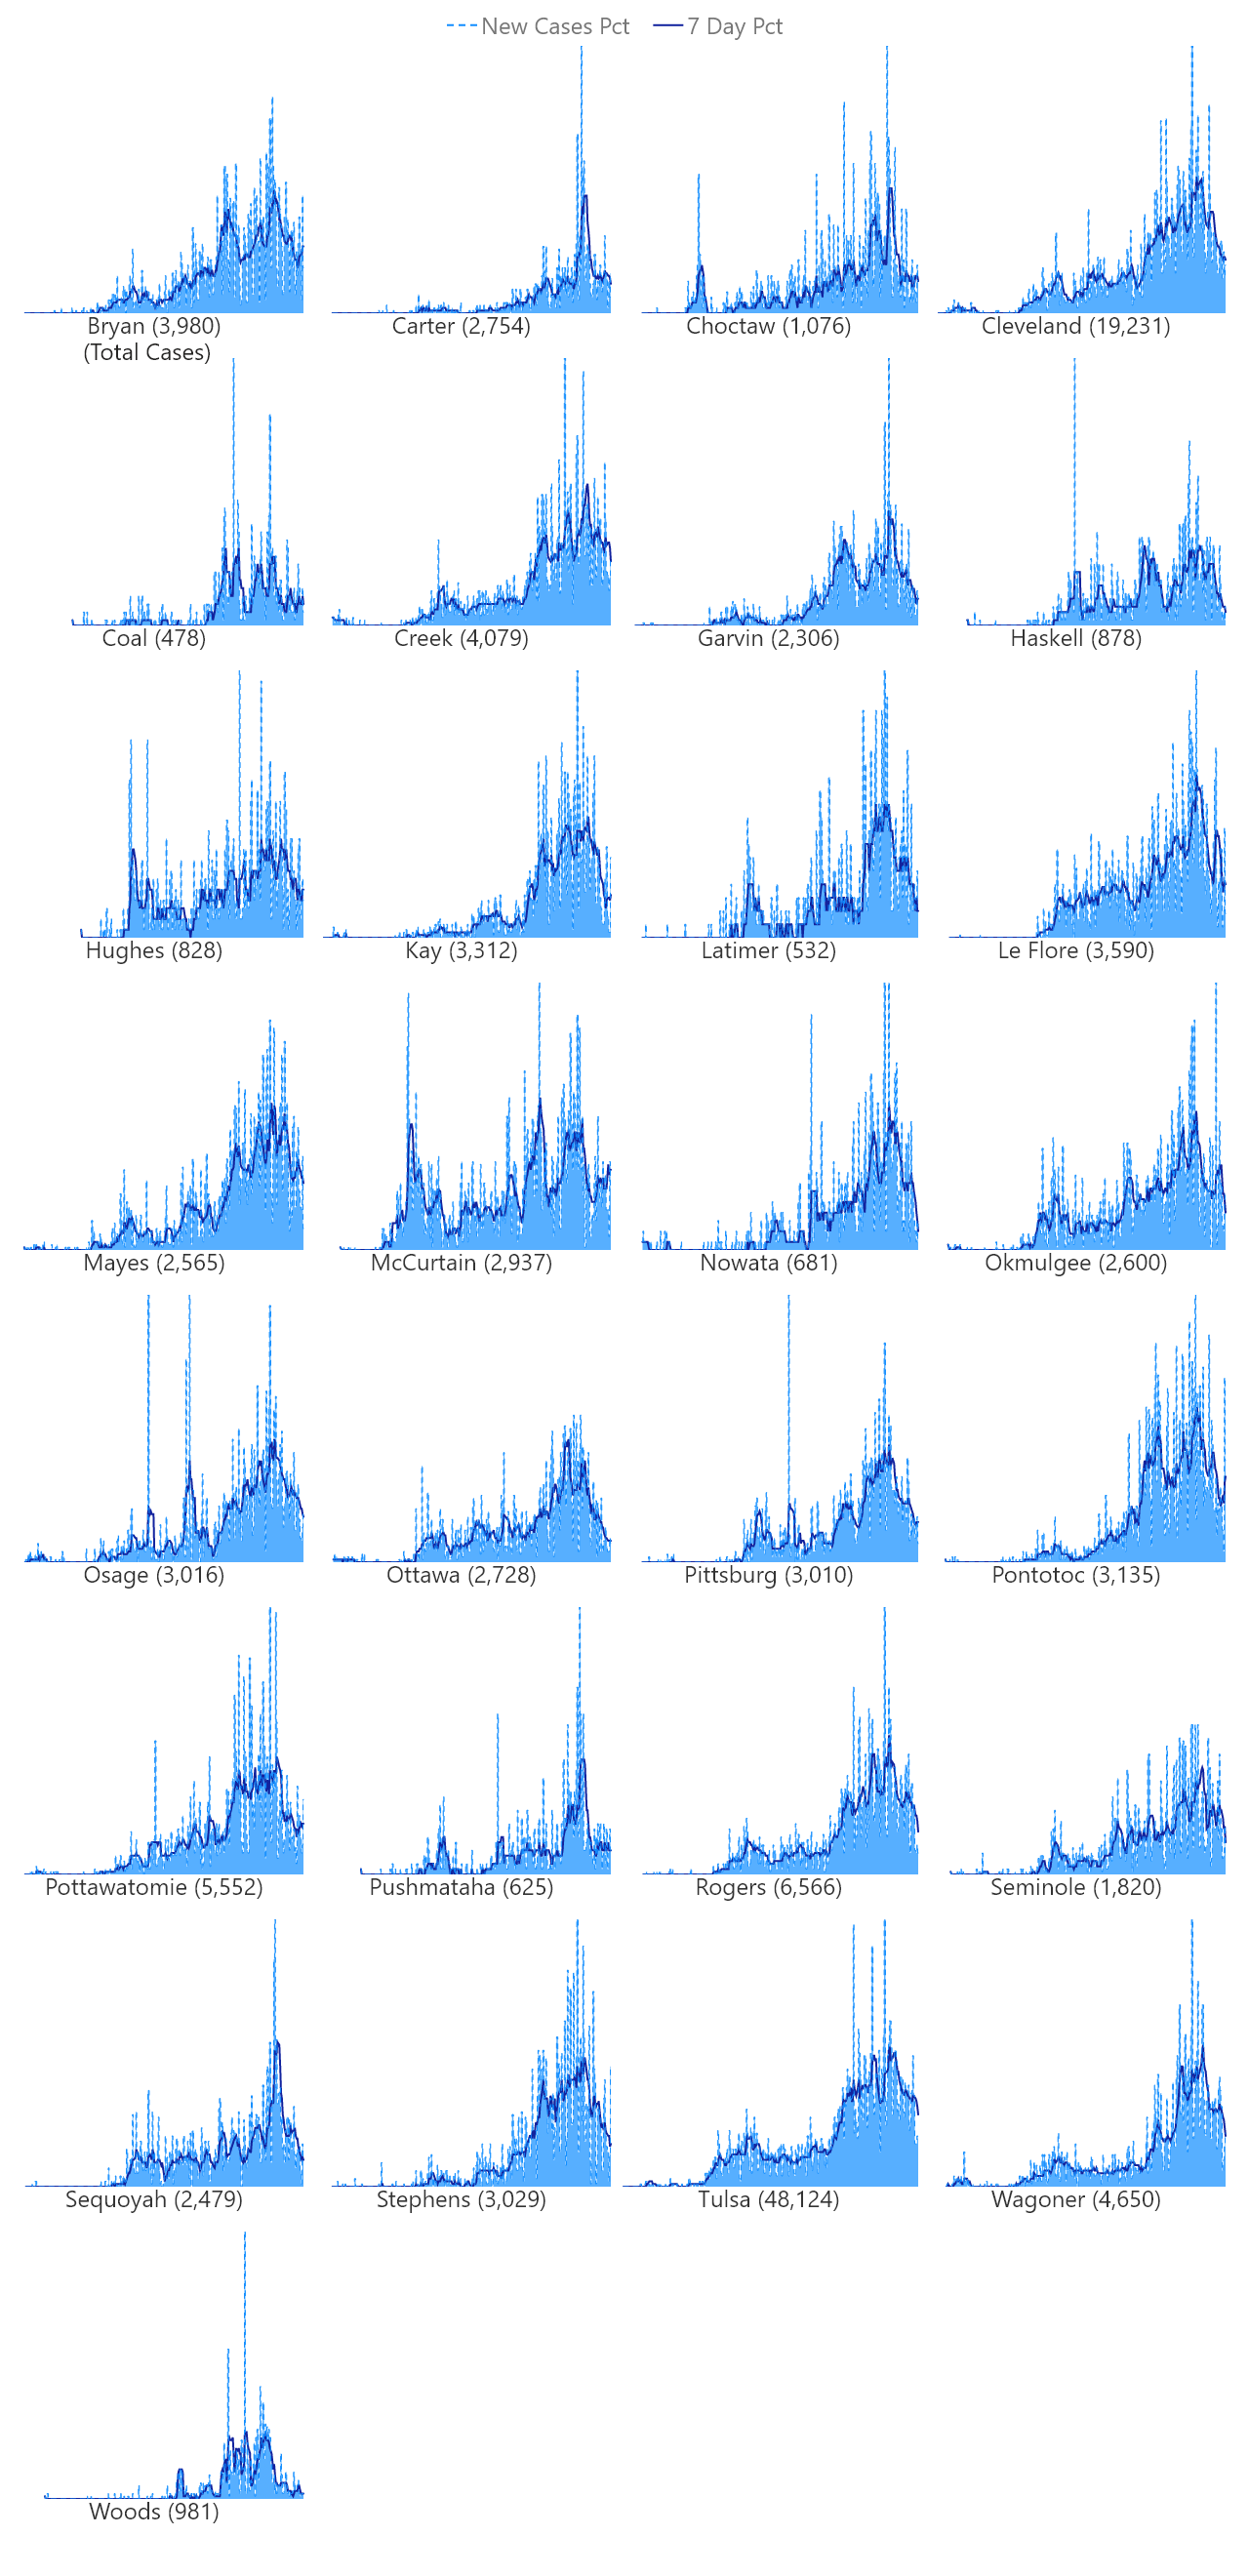 New Cases Pct 7 Day Pct
Bryan (3,980) Carter (2,754) Choctaw (1,076) Cleveland (19,231)
(Total Cases)
Coal (478) Creek (4,079) Garvin (2,306) Haskell (878)
Hughes (828) Kay (3,312) Latimer (532) Le Flore (3,590)
Mayes (2,565) McCurtain (2,937) Nowata (681) Okmulgee (2,600)
Osage (3,016) Ottawa (2,728) Pittsburg (3,010) Pontotoc (3,135)
Pottawatomie (5,552) Pushmataha (625) Rogers (6,566) Seminole (1,820)
Sequoyah (2,479) Stephens (3,029) Tulsa (48,124) Wagoner (4,650)
Woods (981)